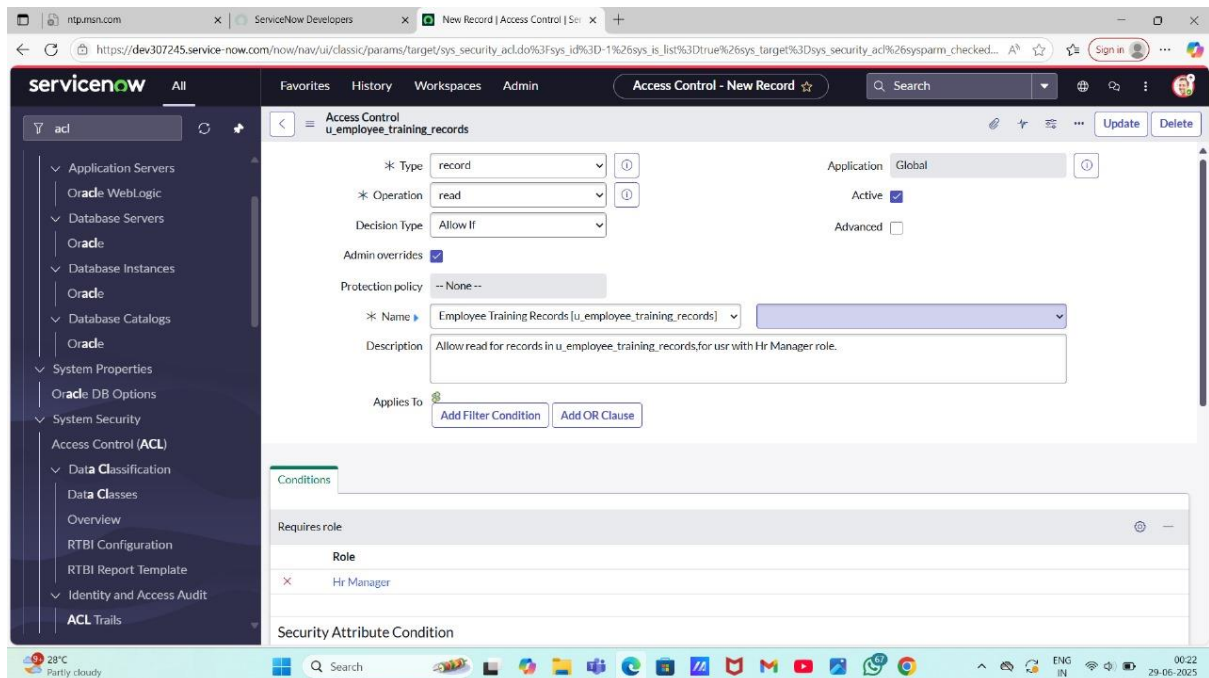 ntp.msn.com
ServiceNow Developers
New Record | Access Control | Ser
https://dev307245.service-now.com/now/nav/ui/classic/params/target/sys_security_acl.do%3Fsys_id%3D-1%26sys_is_list%3Dtrue%26sys_target%3Dsys_security_acl%26sysparm_checked...
Sign in
servicenow All Favorites History Workspaces Admin Access Control - New Record Search
acl
Application Servers
Oracle WebLogic
Database Servers
Oracle
Database Instances
Oracle
Database Catalogs
Oracle
System Properties
Oracle DB Options
System Security
Access Control (ACL)
Data Classification
Data Classes
Overview
RTBI Configuration
RTBI Report Template
Identity and Access Audit
ACL Trails
Access Control
u_employee_training_records
Update Delete
Type record
Application Global
Operation read
Active
Decision Type Allow If
Advanced
Admin overrides
Protection policy -- None --
Name Employee Training Records [u_employee_training_records]
Description Allow read for records in u_employee_training_records,for usr with Hr Manager role.
Applies To
Add Filter Condition Add OR Clause
Conditions
Requires role
Role
Hr Manager
Security Attribute Condition
9+
28°C
Partly cloudy
Search
ENG
IN
00:22
29-06-2025